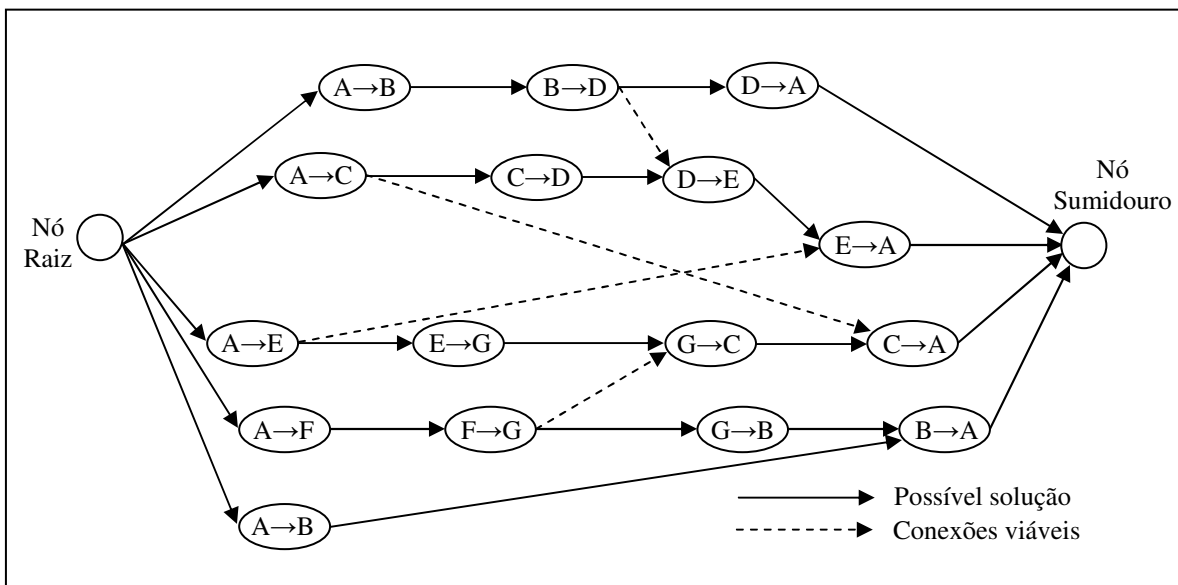 A→B
B→D
D→A
A→C
C→D
D→E
Nó
Sumidouro
Nó
Raiz
E→A
A→E
E→G
G→C
C→A
A→F
F→G
G→B
B→A
A→B
Possível solução
Conexões viáveis